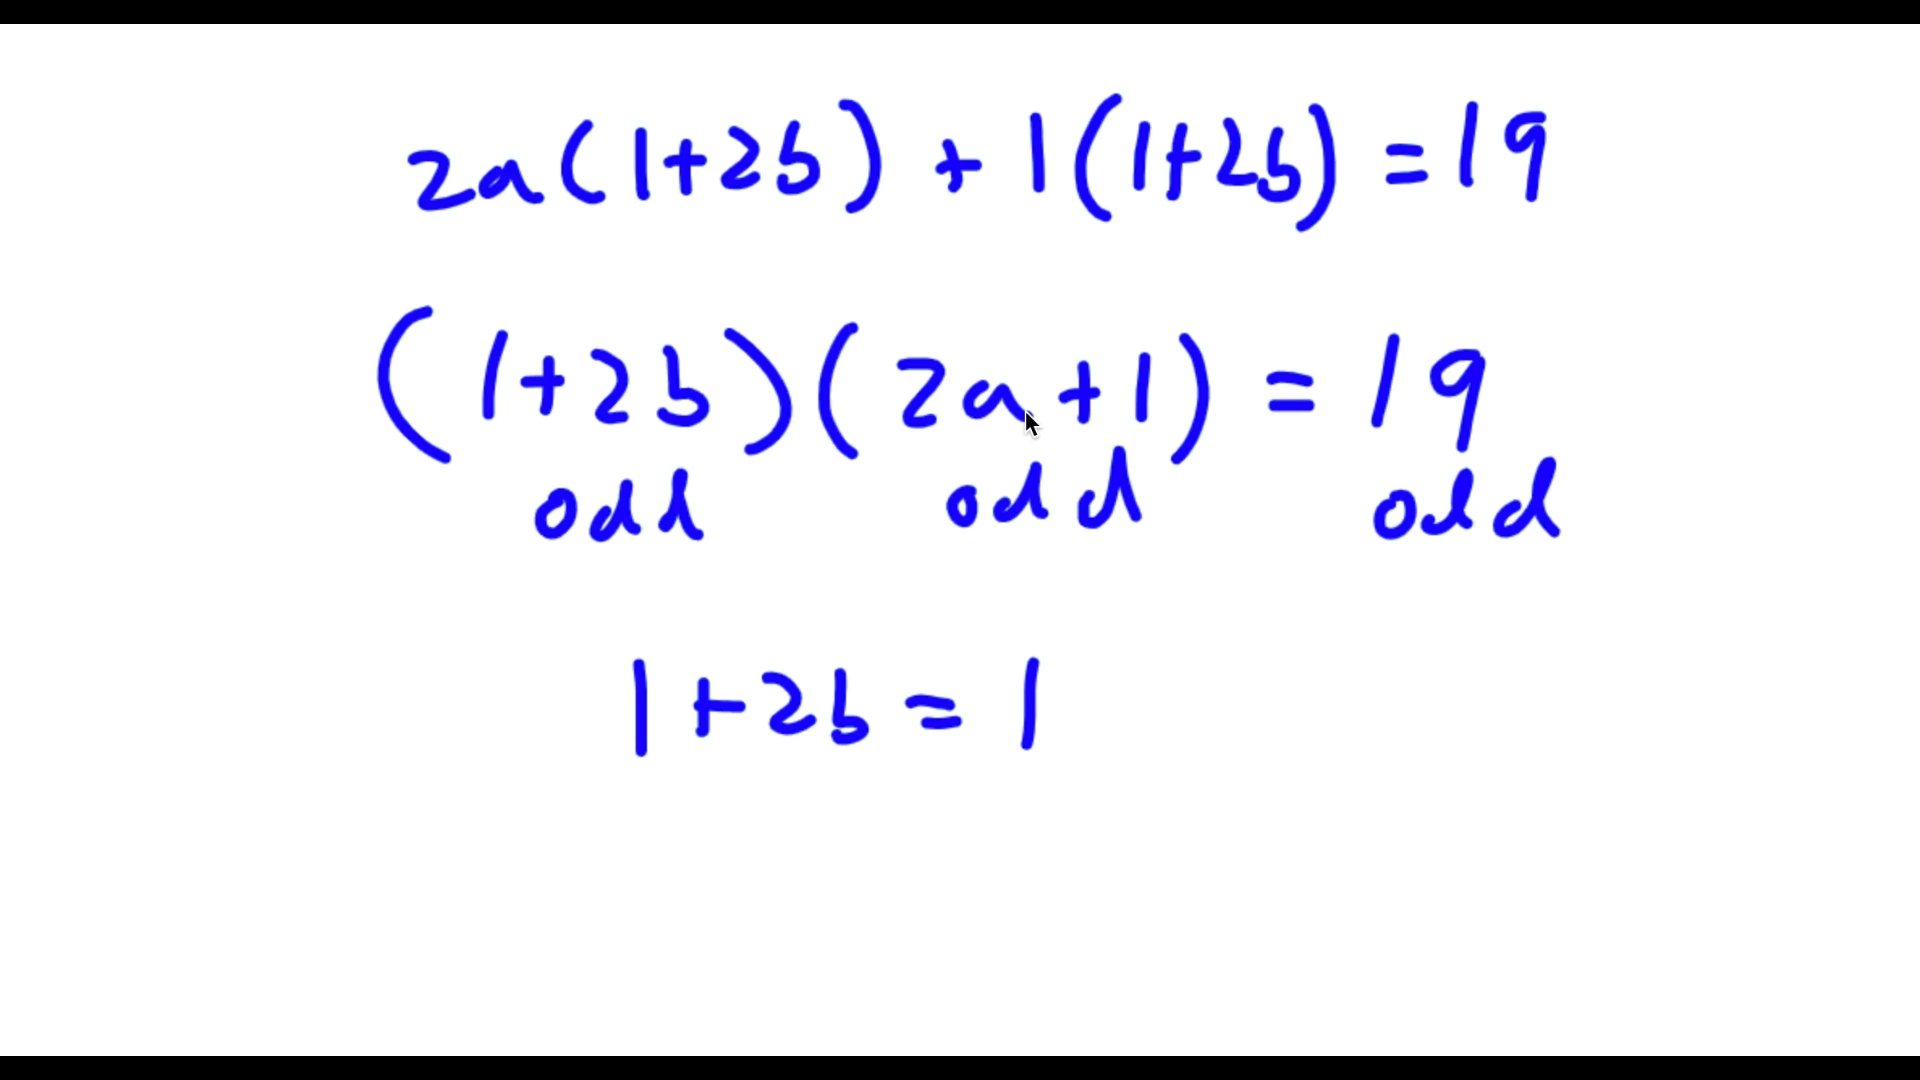 2a(1+2b) + 1(1+2b) = 19
(1+2b)(2a+1) = 19
odd odd odd
1+2b = 1